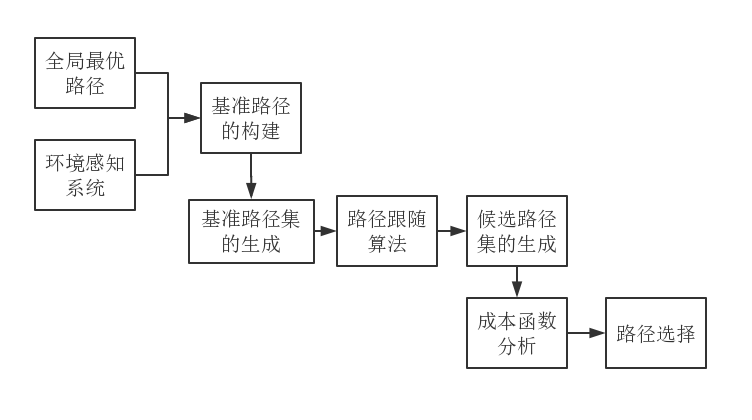 全局最优
路径
环境感知
系统
基准路径
的构建
基准路径集
的生成
路径跟随
算法
候选路径
集的生成
成本函数
分析
路径选择